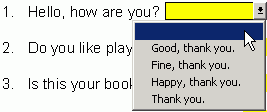 1. Hello, how are you?
Good, thank you.
2. Do you like play
Fine, thank you.
Happy, thank you.
3. Is this your book
Thank you.